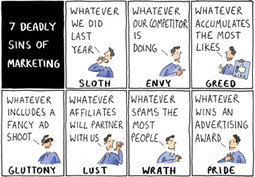 7 DEADLY
SINS OF
MARKETING
WHATEVER
WE DID
LAST
YEAR
SLOTH
WHATEVER
OUR COMPETITOR
IS
DOING
ENVY
WHATEVER
ACCUMULATES
THE MOST
LIKES
GREED
WHATEVER
INCLUDES A
FANCY AD
SHOOT
GLUTTONY
WHATEVER
AFFILIATES
WILL PARTNER
WITH US
LUST
WHATEVER
SPAMS THE
MOST
PEOPLE
WRATH
WHATEVER
WINS AN
ADVERTISING
AWARD
PRIDE